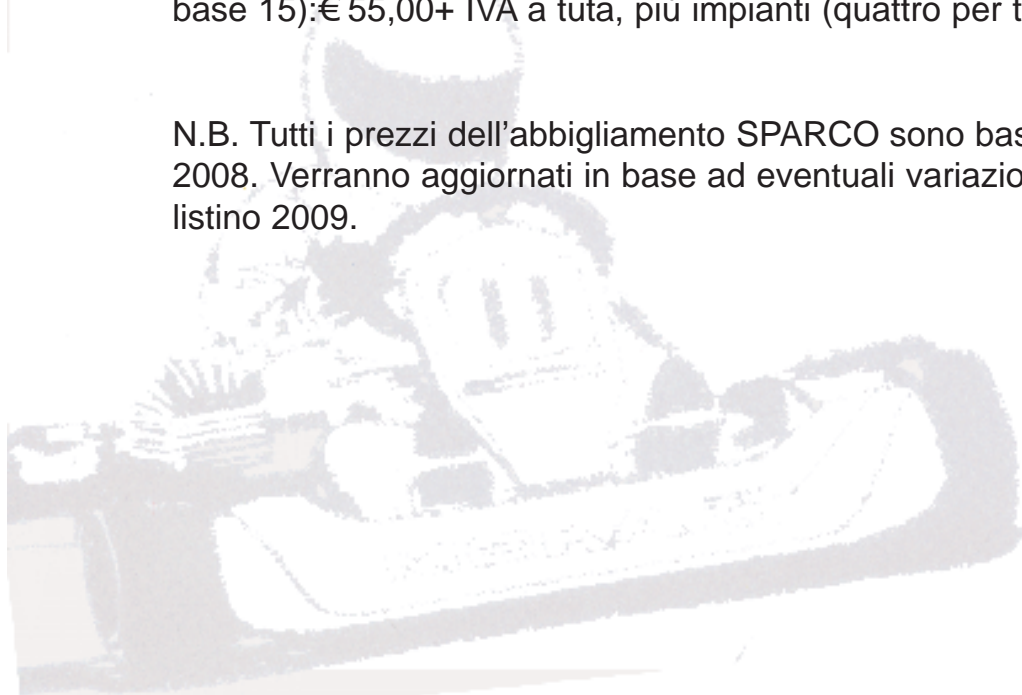 base 15):€ 55,00+ IVA a tuta, più impianti (quattro per t
N.B. Tutti i prezzi dell’abbigliamento SPARCO sono bas
2008. Verranno aggiornati in base ad eventuali variazio
listino 2009.